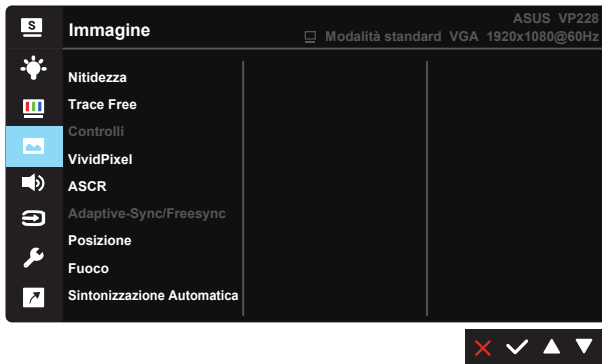 S
Immagine
ASUS VP228
Modalità standard VGA 1920x1080@60Hz
Nitidezza
Trace Free
Controlli
VividPixel
ASCR
Adaptive-Sync/Freesync
Posizione
Fuoco
Sintonizzazione Automatica